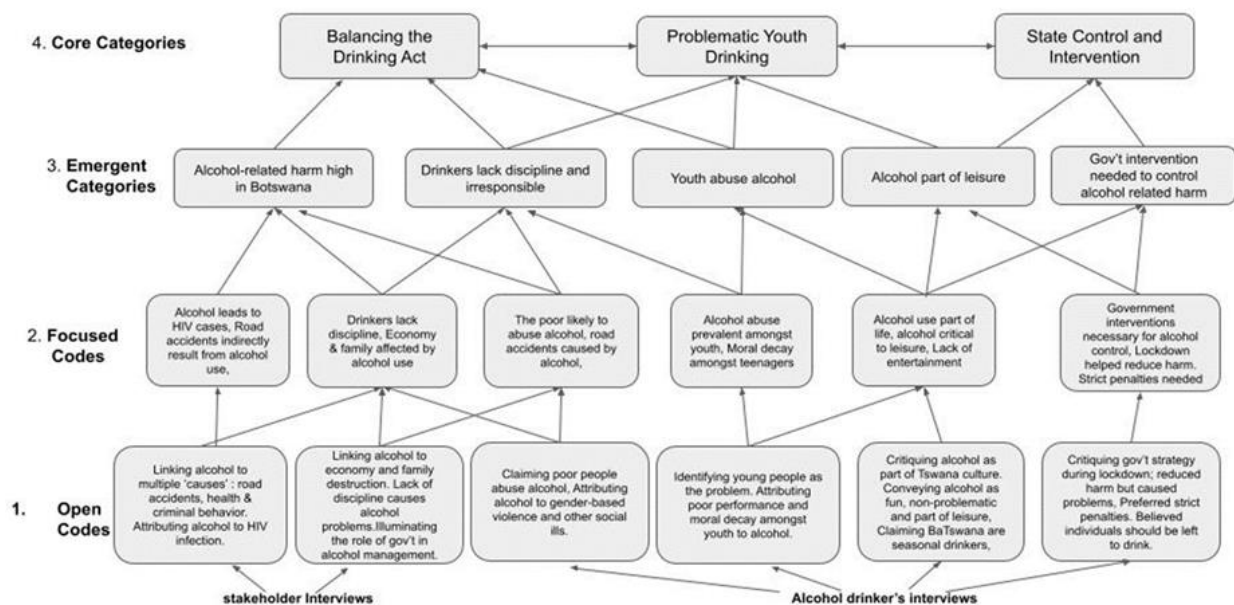 4. Core Categories
Balancing the
Drinking Act
Problematic Youth
Drinking
State Control and
Intervention
3. Emergent
Categories
Alcohol-related harm high
in Botswana
Drinkers lack discipline and
irresponsible
Youth abuse alcohol
Alcohol part of leisure
Gov't intervention
needed to control
alcohol related harm
2. Focused
Codes
Alcohol leads to
HIV cases, Road
accidents indirectly
result from alcohol
use,
Drinkers lack
discipline, Economy
& family affected by
alcohol use
The poor likely to
abuse alcohol, road
accidents caused by
alcohol,
Alcohol abuse
prevalent amongst
youth, Moral decay
amongst teenagers
Alcohol use part of
life, alcohol critical
to leisure, Lack of
entertainment
Government
interventions
necessary for alcohol
control, Lockdown
helped reduce harm.
Strict penalties needed
1. Open
Codes
Linking alcohol to
multiple 'causes' : road
accidents, health &
criminal behavior.
Attributing alcohol to HIV
infection.
Linking alcohol to
economy and family
destruction. Lack of
discipline causes
alcohol
problems.Illuminating
the role of gov't in
alcohol management.
Claiming poor people
abuse alcohol, Attributing
alcohol to gender-based
violence and other social
ills.
Identifying young people
as the problem. Attributing
poor performance and
moral decay amongst
youth to alcohol.
Critiquing alcohol as
part of Tswana culture.
Conveying alcohol as
fun, non-problematic
and part of leisure,
Claiming BaTswana are
seasonal drinkers,
Critiquing gov't strategy
during lockdown; reduced
harm but caused
problems, Preferred strict
penalties. Believed
individuals should be left
to drink.
stakeholder Interviews
Alcohol drinker's interviews